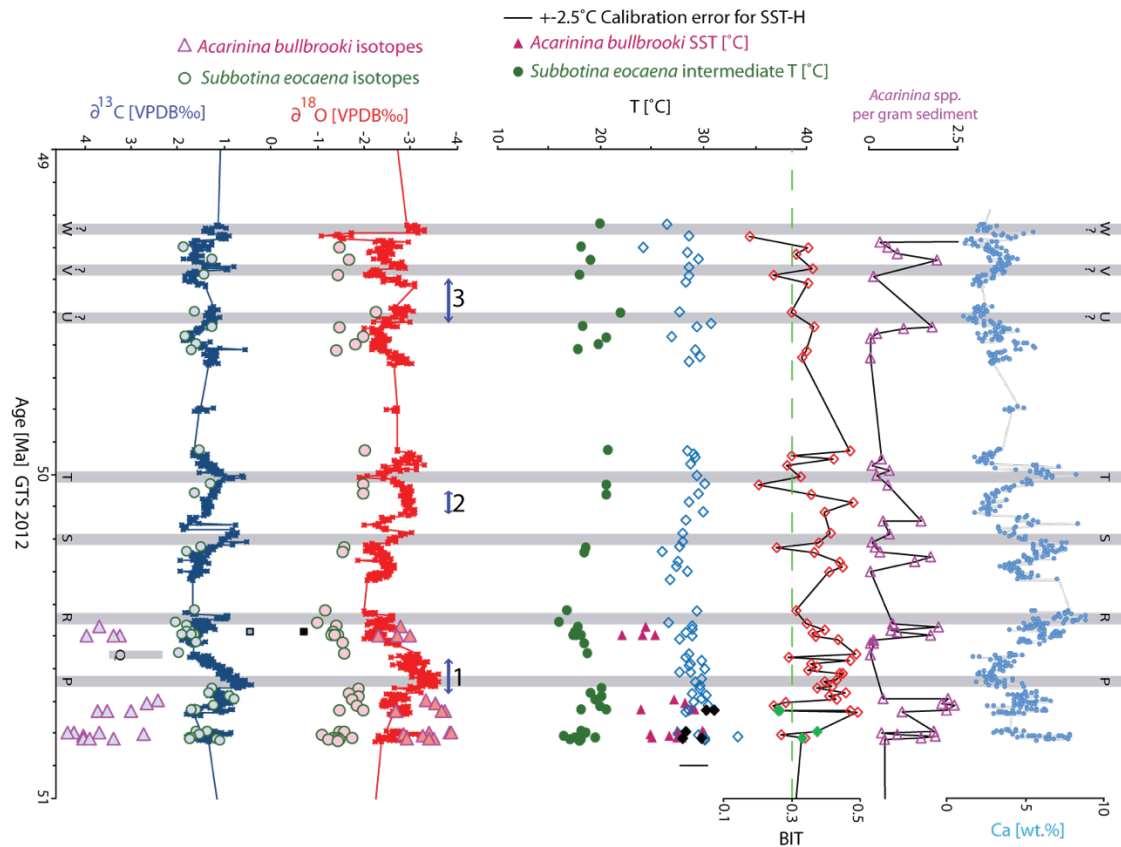 +-2.5˚C Calibration error for SST-H
Acarinina bullbrooki isotopes
Acarinina bullbrooki SST [˚C]
Subbotina eocaena isotopes
Subbotina eocaena intermediate T [˚C]
∂13C [VPDB‰]
∂18O [VPDB‰]
T [˚C]
Acarinina spp.
per gram sediment
4 3 2 1 0 -1 -2 -3 -4
10 20 30 40
0 2.5
49
W ?
W ?
V ?
V ?
3
U ?
U ?
Age [Ma] GTS 2012
50
T
T
2
S
S
R
R
1
P
P
51
-0.1 0.3 -0.5
BIT
0 5 10
Ca [wt.%]